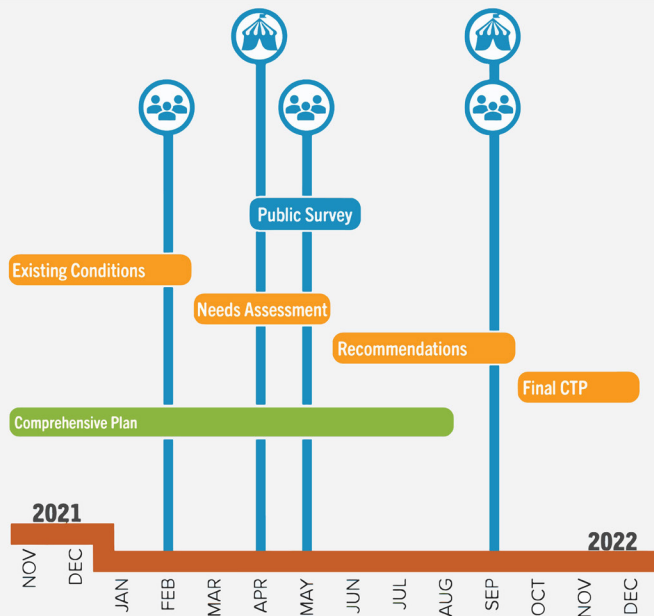 Public Survey
Existing Conditions
Needs Assessment
Recommendations
Final CTP
Comprehensive Plan
2021
2022
NOV
DEC
JAN
FEB
MAR
APR
MAY
JUN
JUL
AUG
SEP
OCT
NOV
DEC